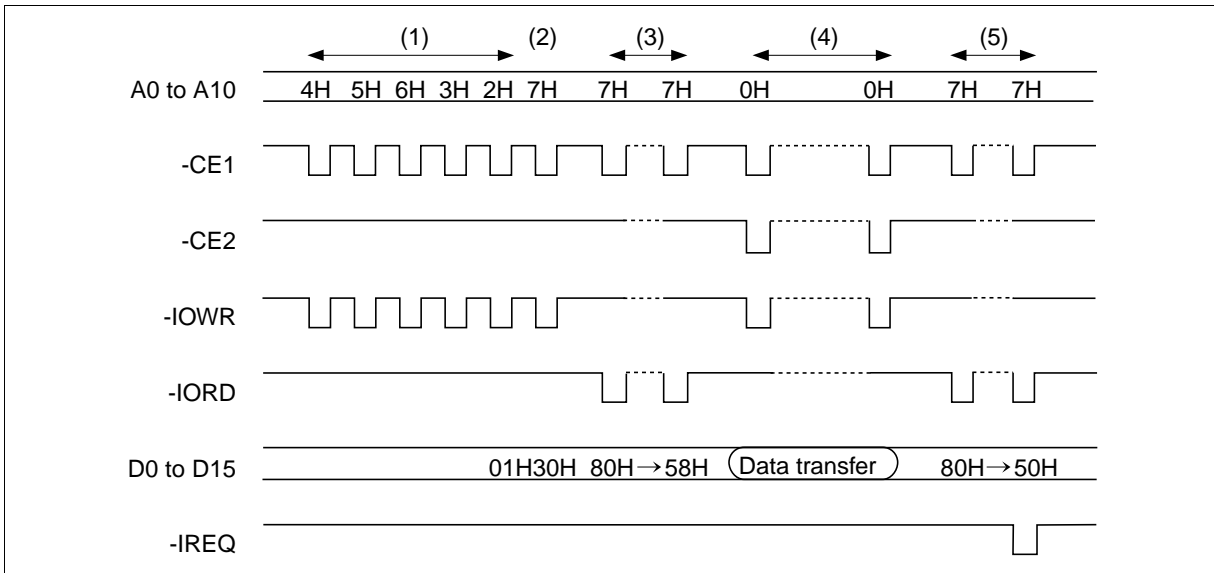 (1) (2) (3) (4) (5)
A0 to A10 4H 5H 6H 3H 2H 7H 7H 7H 0H 0H 7H 7H
-CE1
-CE2
-IOWR
-IORD
D0 to D15 01H30H 80H→58H Data transfer 80H→50H
-IREQ